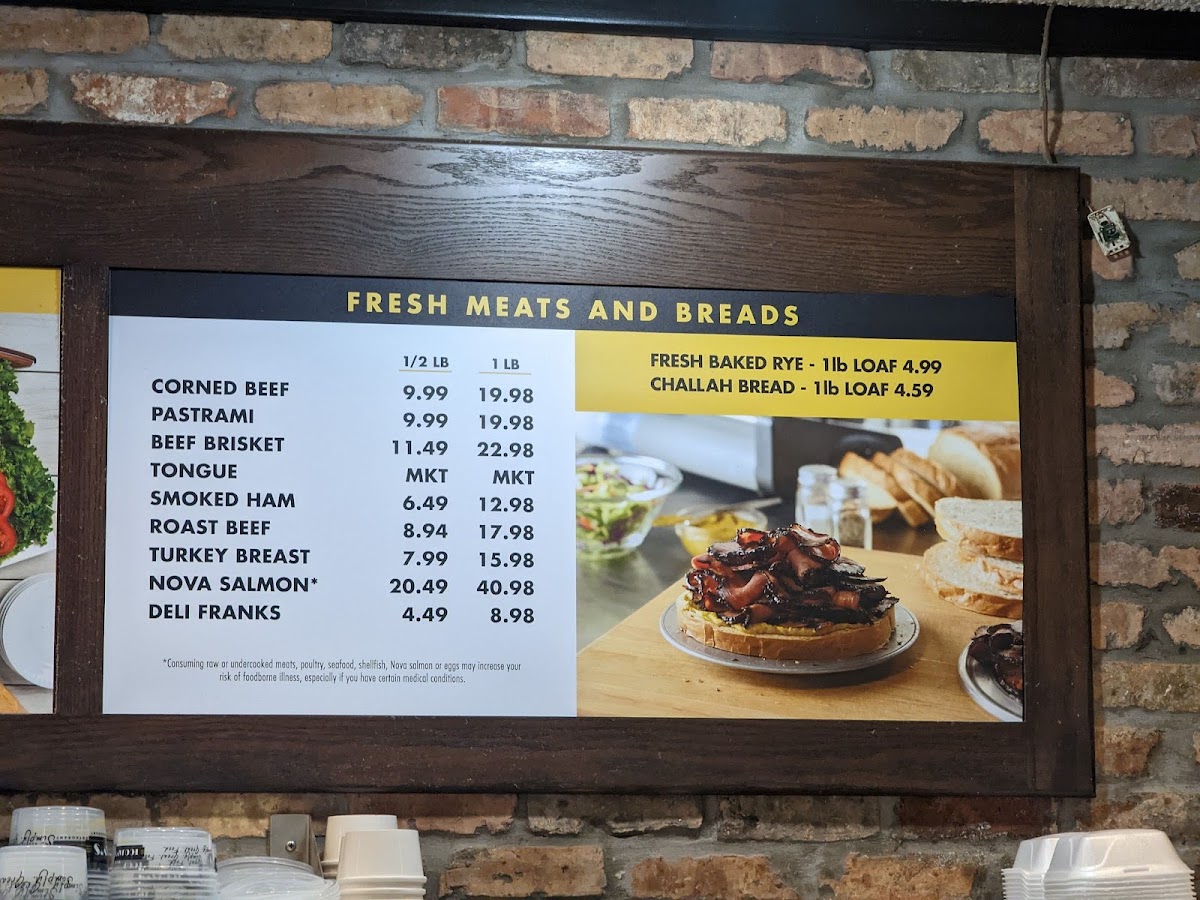 FRESH MEATS AND BREADS
1/2 LB 1 LB
CORNED BEEF 9.99 19.98
PASTRAMI 9.99 19.98
BEEF BRISKET 11.49 22.98
TONGUE MKT MKT
SMOKED HAM 6.49 12.98
ROAST BEEF 8.94 17.98
TURKEY BREAST 7.99 15.98
NOVA SALMON* 20.49 40.98
DELI FRANKS 4.49 8.98
*Consuming raw or undercooked meats, poultry, seafood, shellfish, Nova salmon or eggs may increase your
risk of foodborne illness, especially if you have certain medical conditions.
FRESH BAKED RYE - 1lb LOAF 4.99
CHALLAH BREAD - 1lb LOAF 4.59